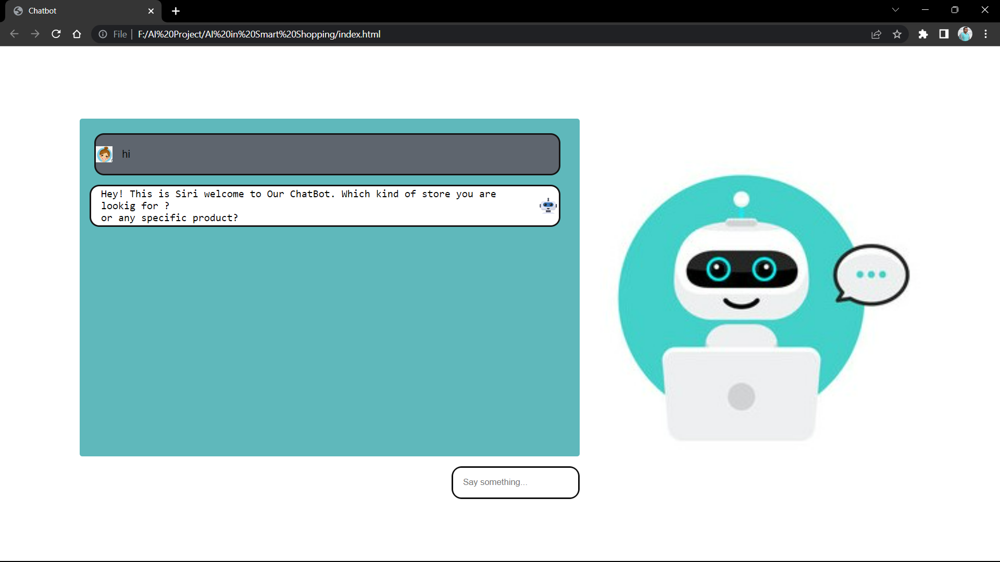 Chatbot
File F:/AI%20Project/AI%20in%20Smart%20Shopping/index.html
hi
Hey! This is Siri welcome to Our ChatBot. Which kind of store you are
lookig for ?
or any specific product?
Say something...